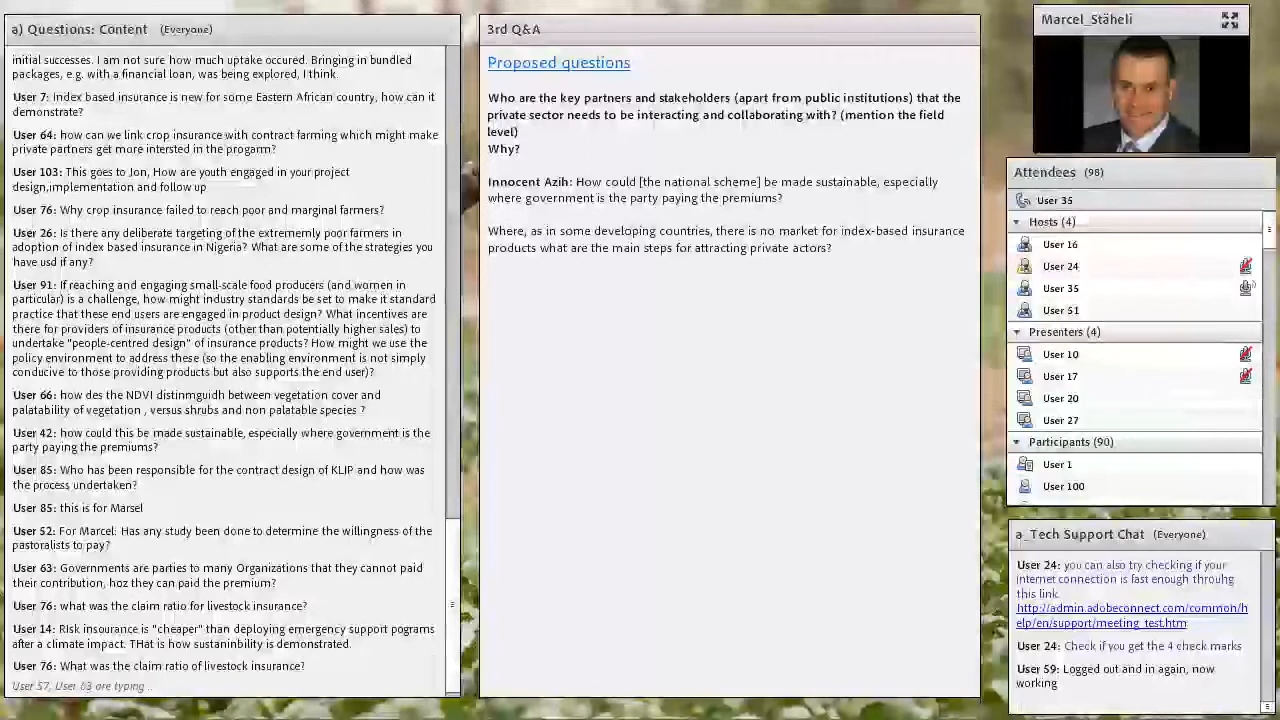 a) Questions: Content (Everyone)
initial successes. I am not sure how much uptake occured. Bringing in bundled
packages, e.g. with a financial loan, was being explored, I think.
User 7: Index based insurance is new for some Eastern African country, how can it
demonstrate?
User 64: how can we link crop insurance with contract farming which might make
private partners get more intersted in the progarm?
User 103: This goes to Jon, How are youth engaged in your project
design,implementation and follow up
User 76: Why crop insurance failed to reach poor and marginal farmers?
User 26: Is there any deliberate targeting of the extrememly poor farmers in
adoption of index based insurance in Nigeria? What are some of the strategies you
have usd if any?
User 91: If reaching and engaging small-scale food producers (and women in
particular) is a challenge, how might industry standards be set to make it standard
practice that these end users are engaged in product design? What incentives are
there for providers of insurance products (other than potentially higher sales) to
undertake "people-centred design" of insurance products? How might we use the
policy environment to address these (so the enabling environment is not simply
conducive to those providing products but also supports the end user)?
User 66: how des the NDVI distinmguidh between vegetation cover and
palatability of vegetation , versus shrubs and non palatable species ?
User 42: how could this be made sustainable, especially where government is the
party paying the premiums?
User 85: Who has been responsible for the contract design of KLIP and how was
the process undertaken?
User 85: this is for Marsel
User 52: For Marcel: Has any study been done to determine the willingness of the
pastoralists to pay?
User 63: Governments are parties to many Organizations that they cannot paid
their contribution, hoz they can paid the premium?
User 76: what was the claim ratio for livestock insurance?
User 14: RIsk insourance is "cheaper" than deploying emergency support pograms
after a climate impact. THat is how sustaninbility is demonstrated.
User 76: What was the claim ratio of livestock insurance?
User 57, User 63 are typing...
3rd Q&A
Proposed questions
Who are the key partners and stakeholders (apart from public institutions) that the
private sector needs to be interacting and collaborating with? (mention the field
level)
Why?
Innocent Azih: How could [the national scheme] be made sustainable, especially
where government is the party paying the premiums?
Where, as in some developing countries, there is no market for index-based insurance
products what are the main steps for attracting private actors?
Marcel_Stäheli
Attendees (98)
User 35
Hosts (4)
User 16
User 24
User 35
User 51
Presenters (4)
User 10
User 17
User 20
User 27
Participants (90)
User 1
User 100
a_Tech Support Chat (Everyone)
User 24: you can also try checking if your
internet connection is fast enough throuhg
this link.
http://admin.adobeconnect.com/common/h
elp/en/support/meeting_test.htm
User 24: Check if you get the 4 check marks
User 59: Logged out and in again, now
working